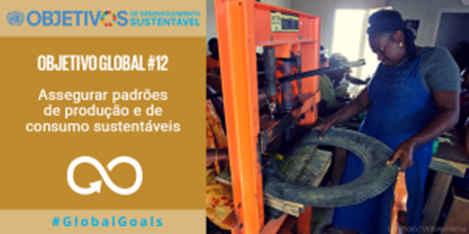 OBJETIVOS DE DESENVOLVIMENTO SUSTENTÁVEL
OBJETIVO GLOBAL #12
Assegurar padrões
de produção e de
consumo sustentáveis
#GlobalGoals